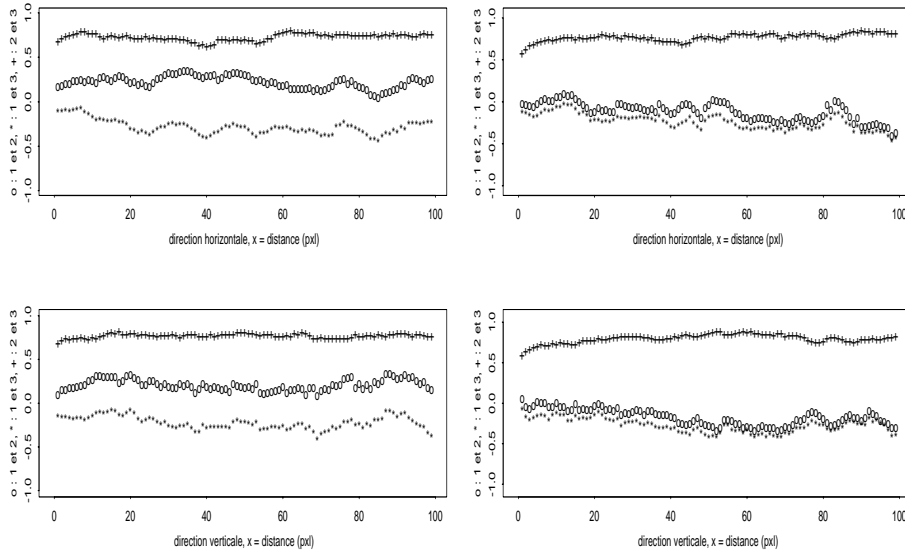 o : 1 et 2, * : 1 et 3, + : 2 et 3
1.0
0.5
0.0
-0.5
-1.0
0 20 40 60 80 100
direction horizontale, x = distance (pxl)
o : 1 et 2, * : 1 et 3, + : 2 et 3
1.0
0.5
0.0
-0.5
-1.0
0 20 40 60 80 100
direction horizontale, x = distance (pxl)
o : 1 et 2, * : 1 et 3, + : 2 et 3
1.0
0.5
0.0
-0.5
-1.0
0 20 40 60 80 100
direction verticale, x = distance (pxl)
o : 1 et 2, * : 1 et 3, + : 2 et 3
1.0
0.5
0.0
-0.5
-1.0
0 20 40 60 80 100
direction verticale, x = distance (pxl)